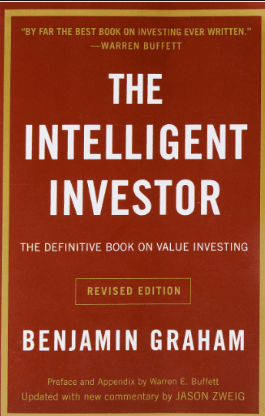 "BY FAR THE BEST BOOK ON INVESTING EVER WRITTEN."
—WARREN BUFFETT
THE
INTELLIGENT
INVESTOR
THE DEFINITIVE BOOK ON VALUE INVESTING
REVISED EDITION
BENJAMIN GRAHAM
Preface and Appendix by Warren E. Buffett
Updated with new commentary by JASON ZWEIG